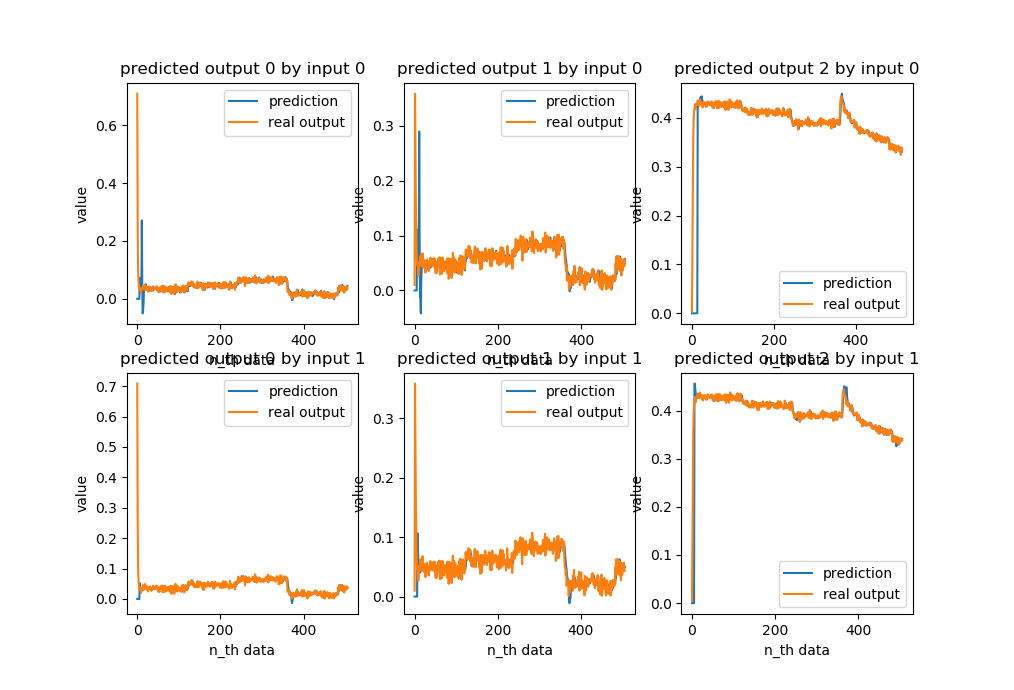 predicted output 0 by input 0
predicted output 1 by input 0
predicted output 2 by input 0
value
0.6
0.4
0.2
0.0
prediction
real output
0
200
400
n_th data
value
0.3
0.2
0.1
0.0
prediction
real output
0
200
400
n_th data
value
0.4
0.3
0.2
0.1
0.0
prediction
real output
0
200
400
n_th data
predicted output 0 by input 1
predicted output 1 by input 1
predicted output 2 by input 1
value
0.7
0.6
0.5
0.4
0.3
0.2
0.1
0.0
prediction
real output
0
200
400
n_th data
value
0.3
0.2
0.1
0.0
prediction
real output
0
200
400
n_th data
value
0.4
0.3
0.2
0.1
0.0
prediction
real output
0
200
400
n_th data